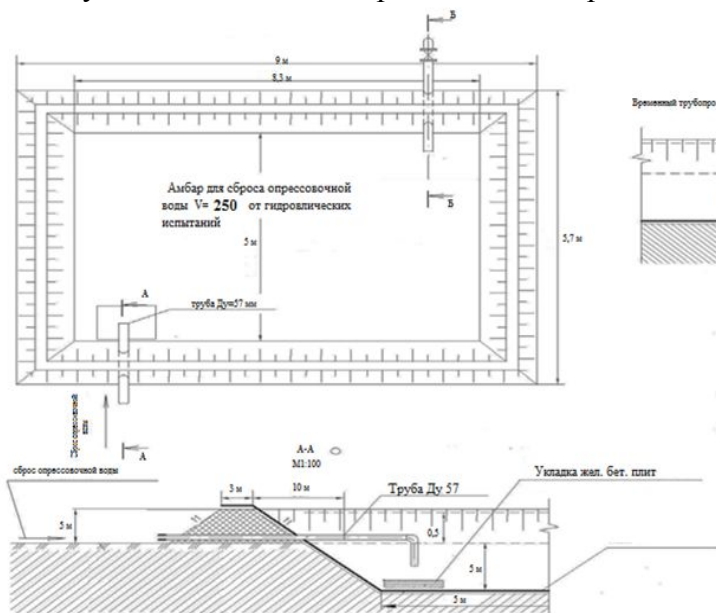 Б
9 м
8,3 м
Временный трубопро
Амбар для сброса опрессовочной
воды V= 250 от гидровлических
испытаний
Б
5 м
5,7 м
А
труба Ду=57 мм
А
А-А
М1:100
сброс опрессовочной воды
Укладка жел. бет. плит
3 м
10 м
Труба Ду 57
5 м
0,5
5 м
5 м